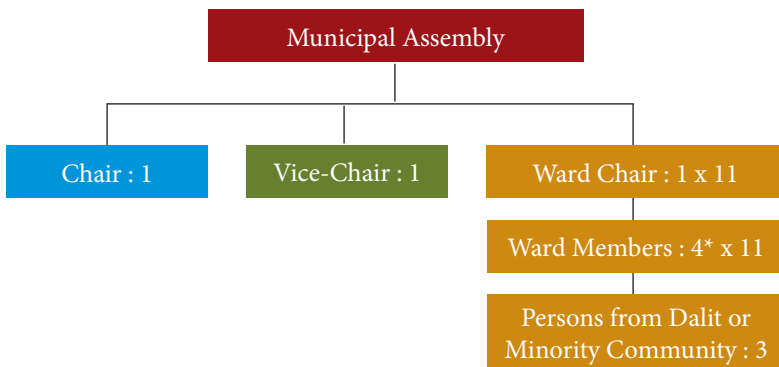 Municipal Assembly
Chair : 1
Vice-Chair : 1
Ward Chair : 1 x 11
Ward Members : 4* x 11
Persons from Dalit or
Minority Community : 3